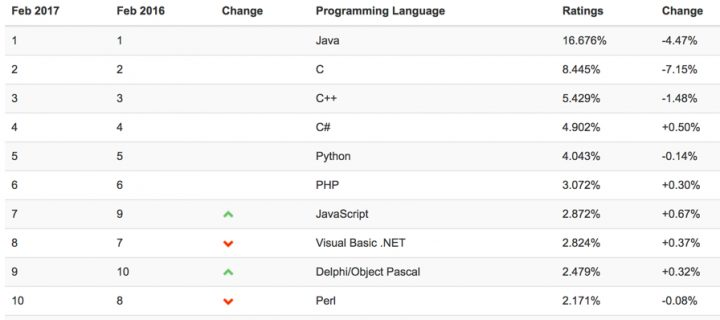 Feb 2017 Feb 2016 Change Programming Language Ratings Change
1 1 Java 16.676% -4.47%
2 2 C 8.445% -7.15%
3 3 C++ 5.429% -1.48%
4 4 C# 4.902% +0.50%
5 5 Python 4.043% -0.14%
6 6 PHP 3.072% +0.30%
7 9 JavaScript 2.872% +0.67%
8 7 Visual Basic .NET 2.824% +0.37%
9 10 Delphi/Object Pascal 2.479% +0.32%
10 8 Perl 2.171% -0.08%